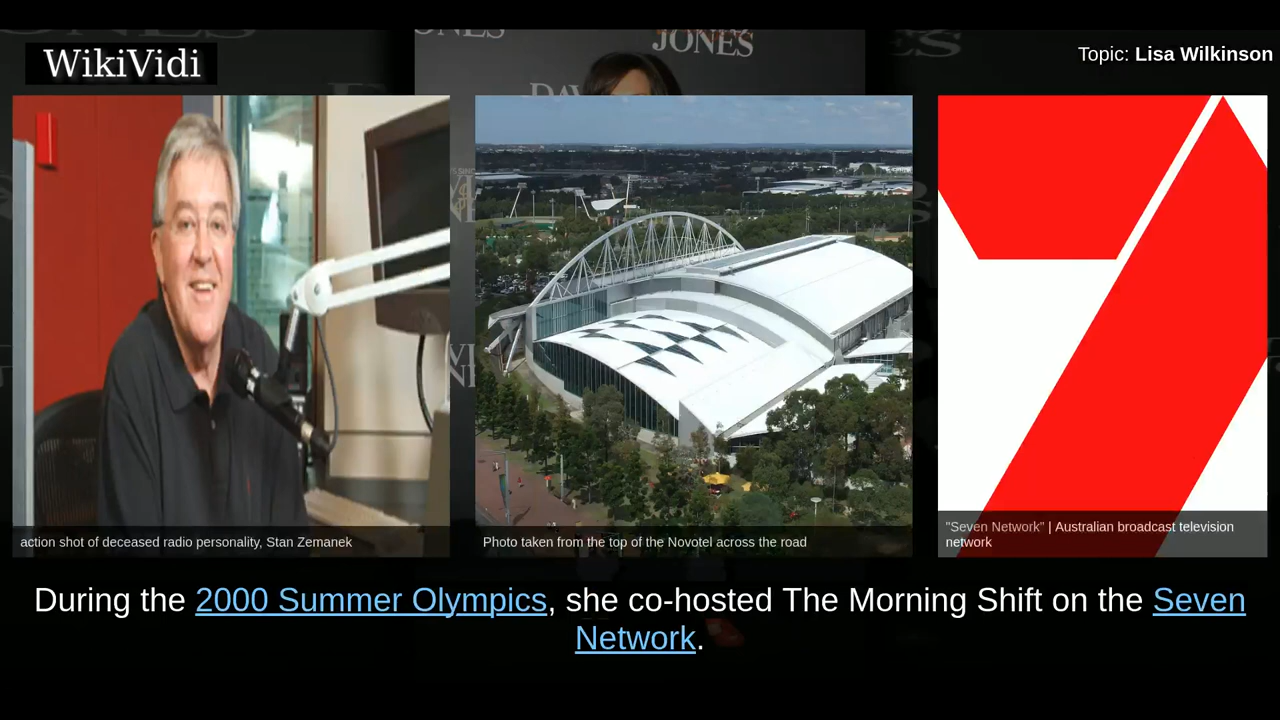 WikiVidi
Topic: Lisa Wilkinson
JONES
action shot of deceased radio personality, Stan Zemanek
Photo taken from the top of the Novotel across the road
"Seven Network" | Australian broadcast television
network
During the 2000 Summer Olympics, she co-hosted The Morning Shift on the Seven
Network.